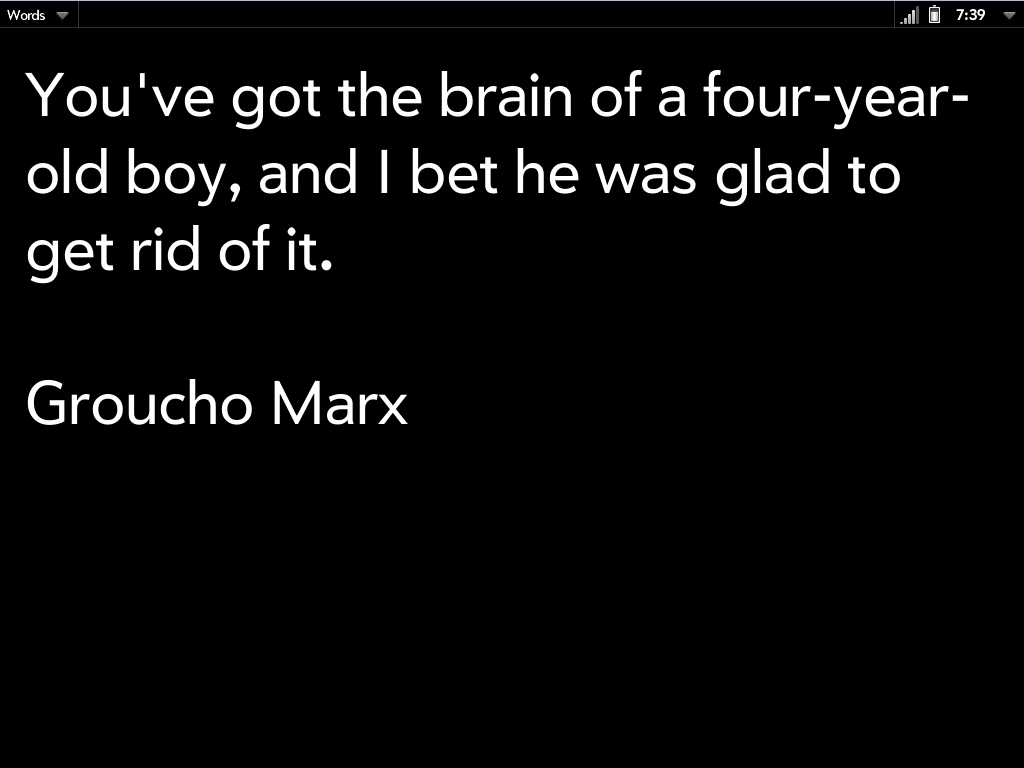 Words 7:39
You've got the brain of a four-year-
old boy, and I bet he was glad to
get rid of it.
Groucho Marx